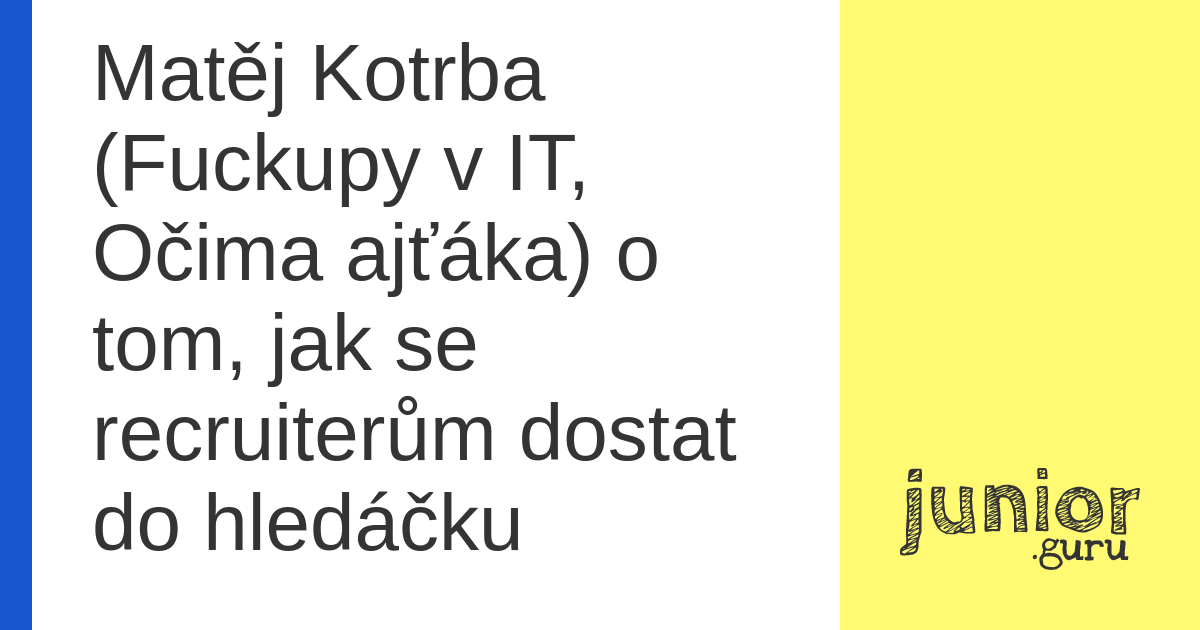 Matěj Kotrba
(Fuckupy v IT,
Očima ajťáka) o
tom, jak se
recruiterům dostat
do hledáčku
junior
.guru